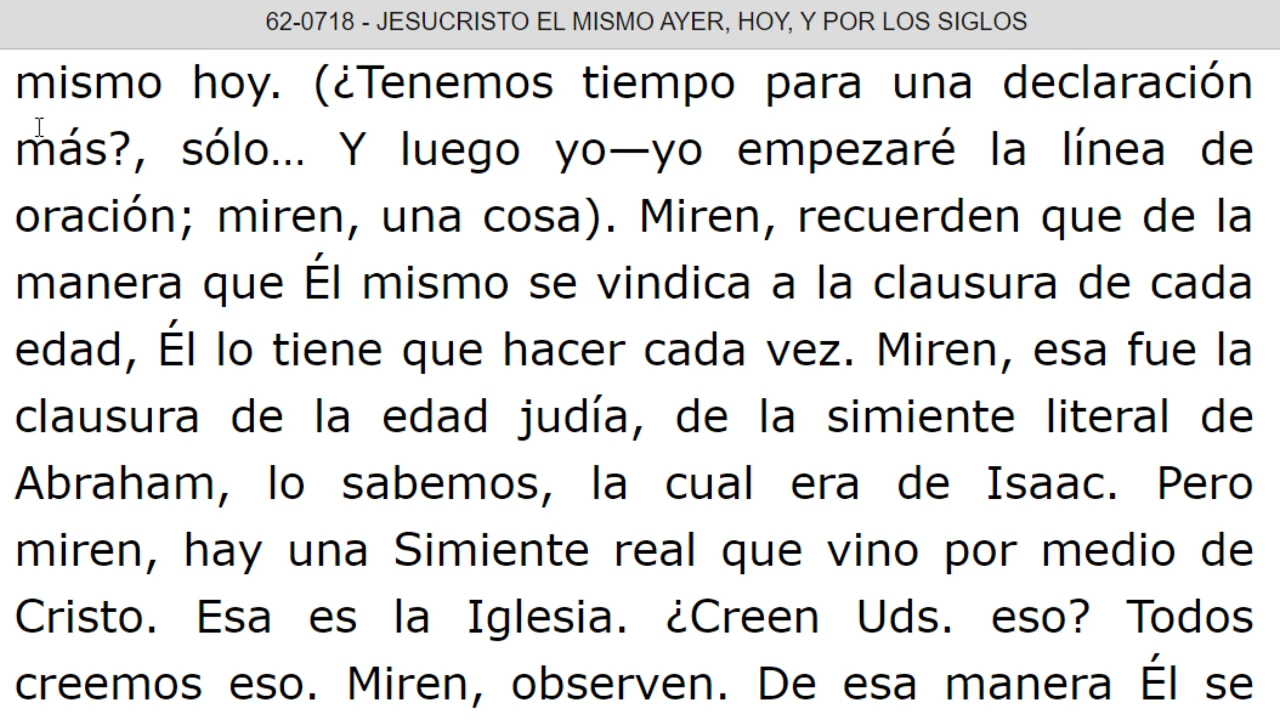 62-0718 - JESUCRISTO EL MISMO AYER, HOY, Y POR LOS SIGLOS
mismo hoy. (¿Tenemos tiempo para una declaración
más?, sólo... Y luego yo—yo empezaré la línea de
oración; miren, una cosa). Miren, recuerden que de la
manera que Él mismo se vindica a la clausura de cada
edad, Él lo tiene que hacer cada vez. Miren, esa fue la
clausura de la edad judía, de la simiente literal de
Abraham, lo sabemos, la cual era de Isaac. Pero
miren, hay una Simiente real que vino por medio de
Cristo. Esa es la Iglesia. ¿Creen Uds. eso? Todos
creemos eso. Miren, observen. De esa manera Él se